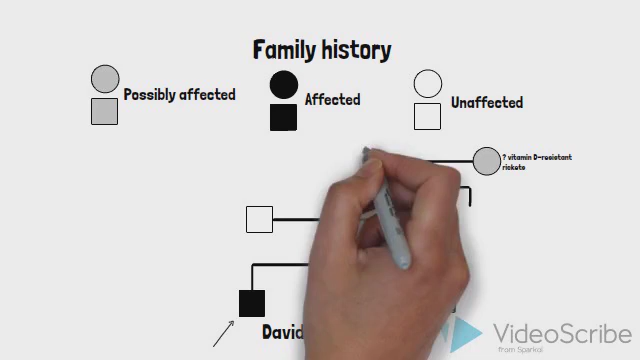 Family history
Possibly affected
Affected
Unaffected
? vitamin D-resistant
rickets
David
VideoScribe
from Sparkol